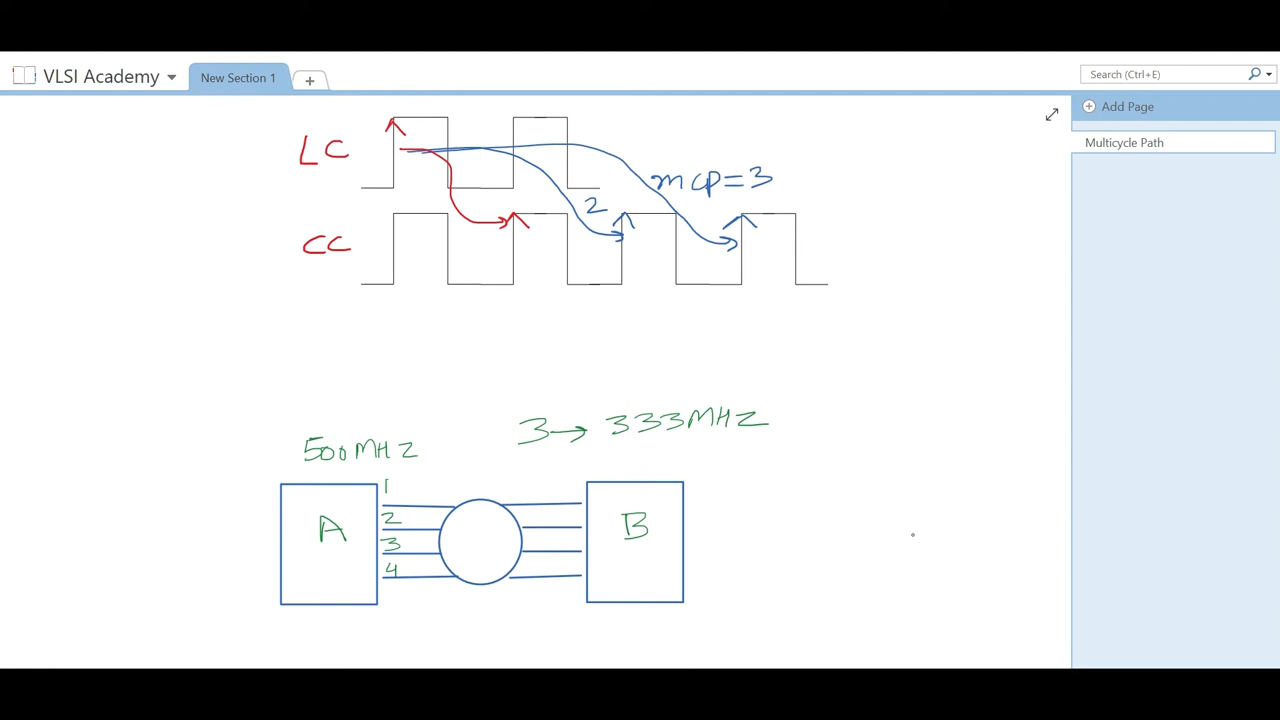 VLSI Academy
New Section 1
+
Search (Ctrl+E)
Add Page
Multicycle Path
LC
mcp=3
2
CC
3→ 333MHZ
500MHZ
1
A
2
3
4
B